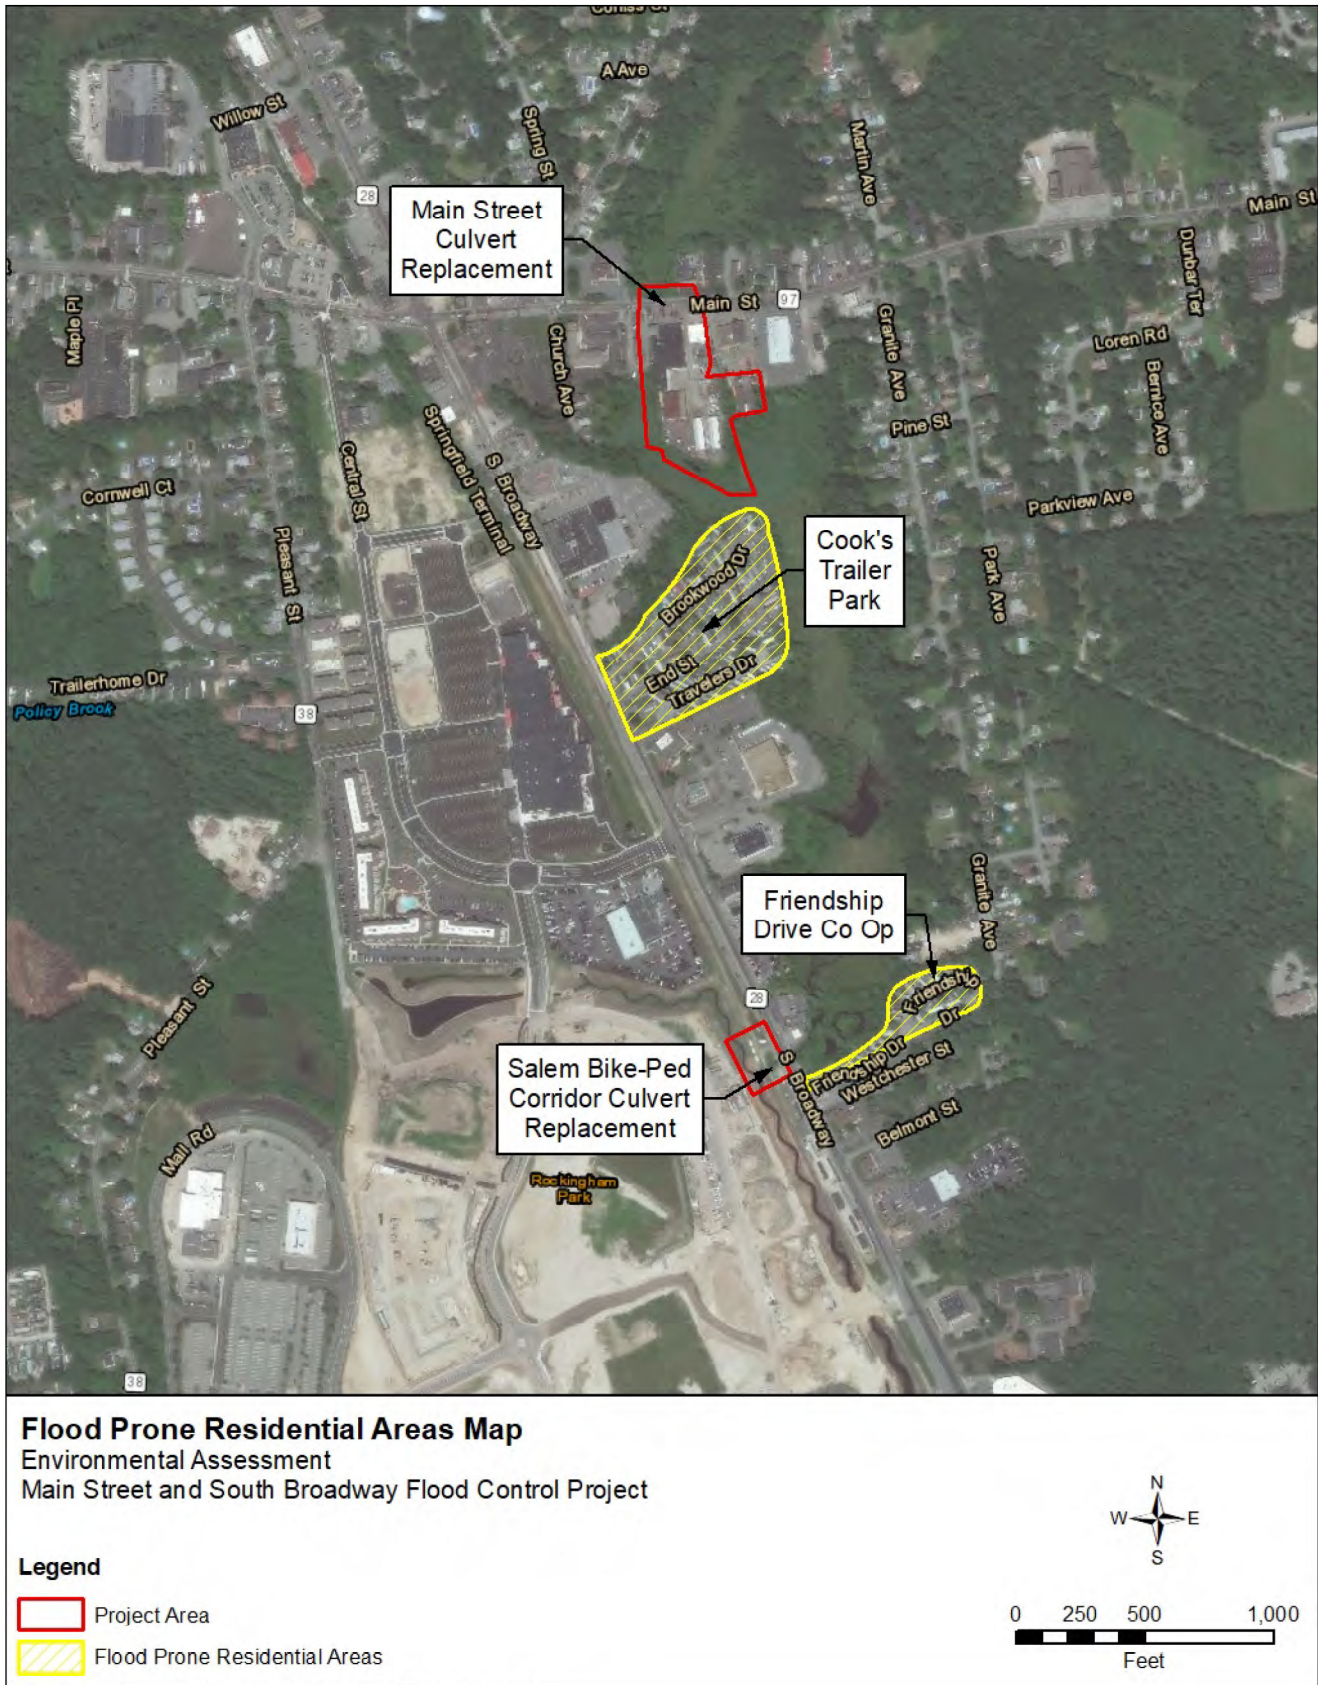 Corliss St
A Ave
Willow St
Spring St
Martin Ave
28
Main St
Main Street
Culvert
Replacement
Dunbar Ter
Main St
97
Maple Pl
Church Ave
Granite Ave
Loren Rd
Bernice Ave
Pine St
Springfield Terminal
S Broadway
Central St
Cornwell Ct
Parkview Ave
Pleasant St
Brookwood Dr
Cook's
Trailer
Park
Park Ave
End St
Travelers Dr
Trailerhome Dr
Policy Brook
38
Granite Ave
Friendship
Drive Co Op
Friendship
Dr
28
Pleasant St
Friendship Dr
Westchester St
Salem Bike-Ped
Corridor Culvert
Replacement
S Broadway
Belmont St
Mall Rd
Rockingham
Park
38
Flood Prone Residential Areas Map
Environmental Assessment
Main Street and South Broadway Flood Control Project
N
W E
S
Legend
Project Area
Flood Prone Residential Areas
0 250 500 1,000
Feet